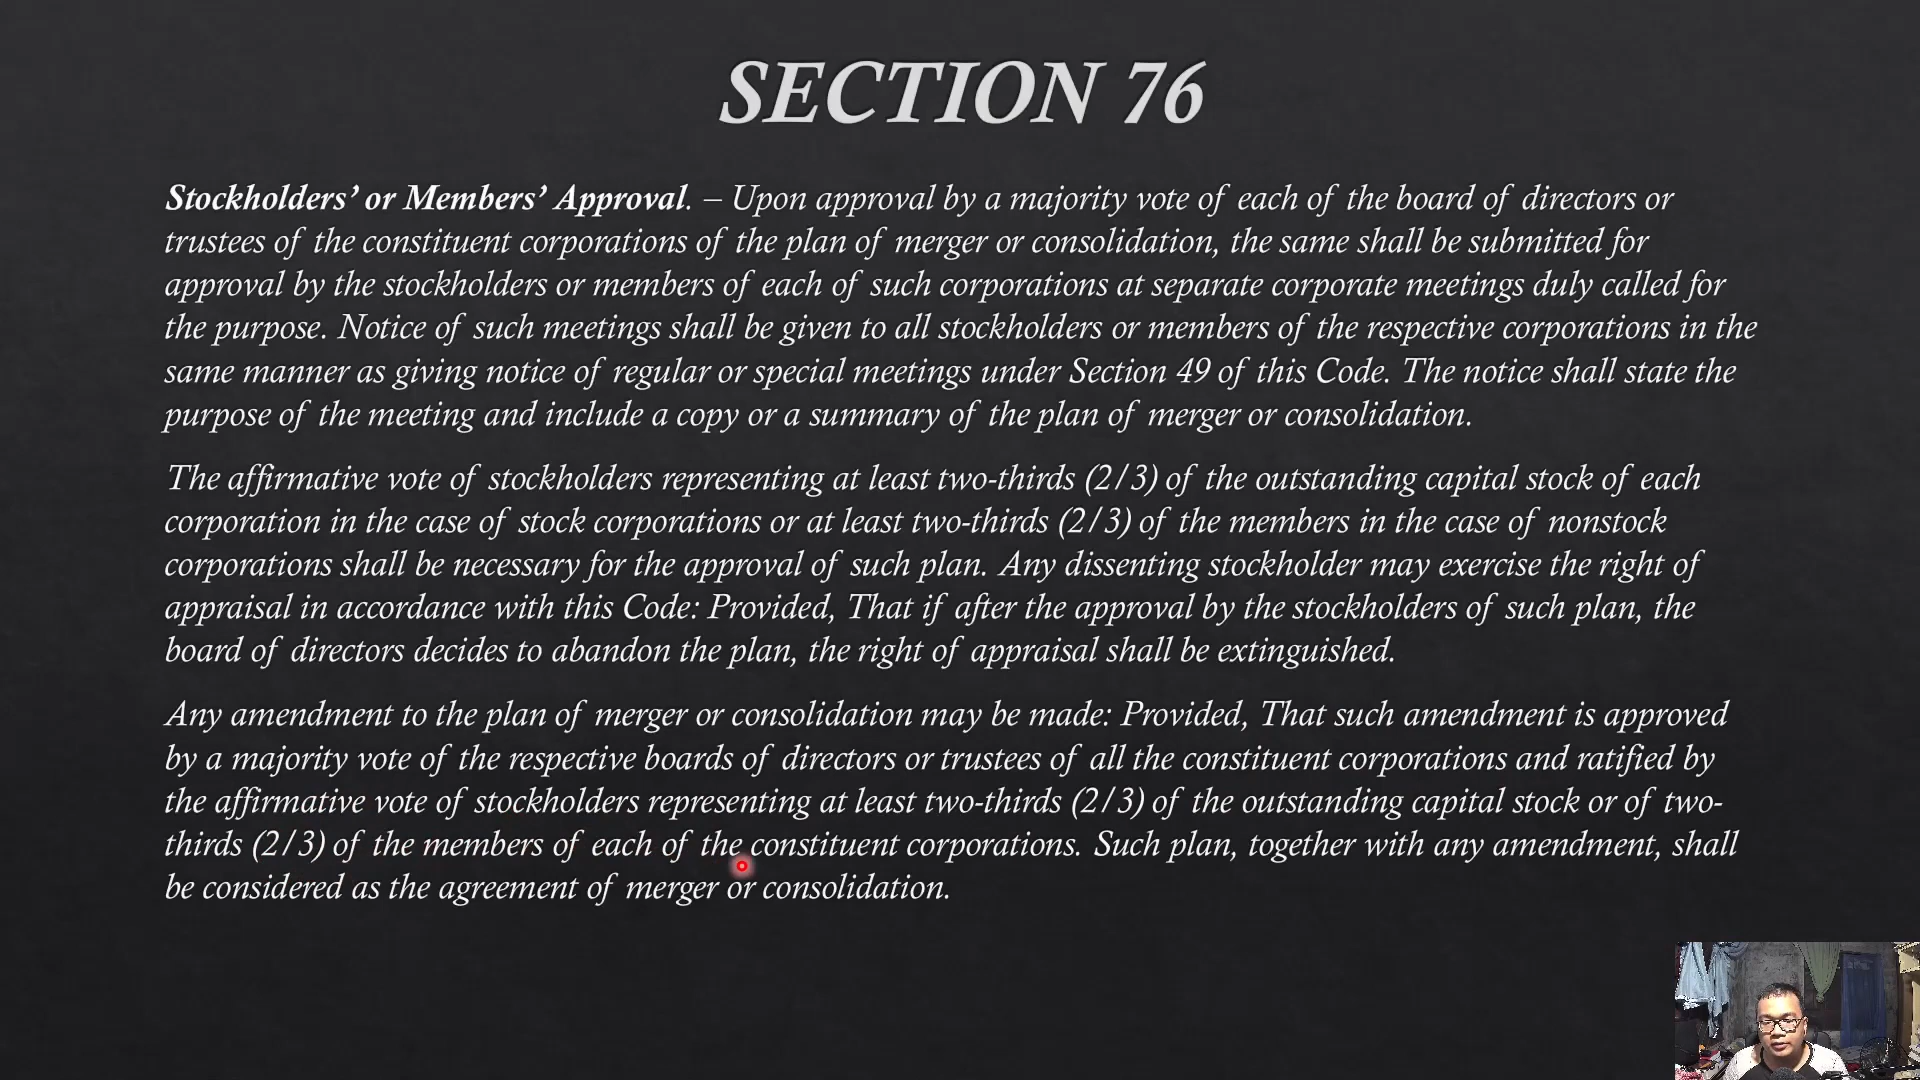 SECTION 76
Stockholders’ or Members’ Approval. – Upon approval by a majority vote of each of the board of directors or
trustees of the constituent corporations of the plan of merger or consolidation, the same shall be submitted for
approval by the stockholders or members of each of such corporations at separate corporate meetings duly called for
the purpose. Notice of such meetings shall be given to all stockholders or members of the respective corporations in the
same manner as giving notice of regular or special meetings under Section 49 of this Code. The notice shall state the
purpose of the meeting and include a copy or a summary of the plan of merger or consolidation.
The affirmative vote of stockholders representing at least two-thirds (2/3) of the outstanding capital stock of each
corporation in the case of stock corporations or at least two-thirds (2/3) of the members in the case of nonstock
corporations shall be necessary for the approval of such plan. Any dissenting stockholder may exercise the right of
appraisal in accordance with this Code: Provided, That if after the approval by the stockholders of such plan, the
board of directors decides to abandon the plan, the right of appraisal shall be extinguished.
Any amendment to the plan of merger or consolidation may be made: Provided, That such amendment is approved
by a majority vote of the respective boards of directors or trustees of all the constituent corporations and ratified by
the affirmative vote of stockholders representing at least two-thirds (2/3) of the outstanding capital stock or of two-
thirds (2/3) of the members of each of the constituent corporations. Such plan, together with any amendment, shall
be considered as the agreement of merger or consolidation.